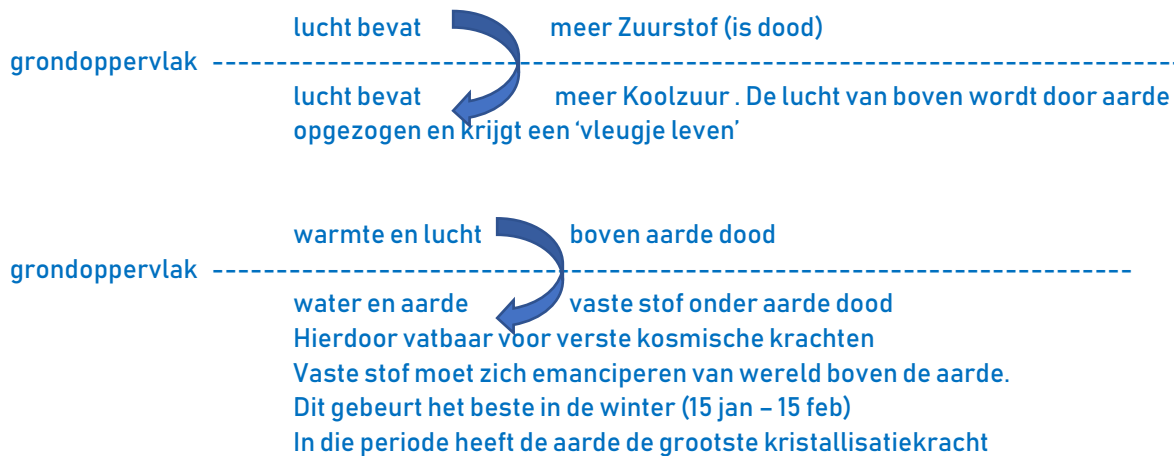 lucht bevat meer Zuurstof (is dood)
grondoppervlak ----------------------------------------------------------------------------
lucht bevat meer Koolzuur . De lucht van boven wordt door aarde
opgezogen en krijgt een ‘vleugje leven’
warmte en lucht boven aarde dood
grondoppervlak ------------------------------------------------------------------------
water en aarde vaste stof onder aarde dood
Hierdoor vatbaar voor verste kosmische krachten
Vaste stof moet zich emanciperen van wereld boven de aarde.
Dit gebeurt het beste in de winter (15 jan – 15 feb)
In die periode heeft de aarde de grootste kristallisatiekracht